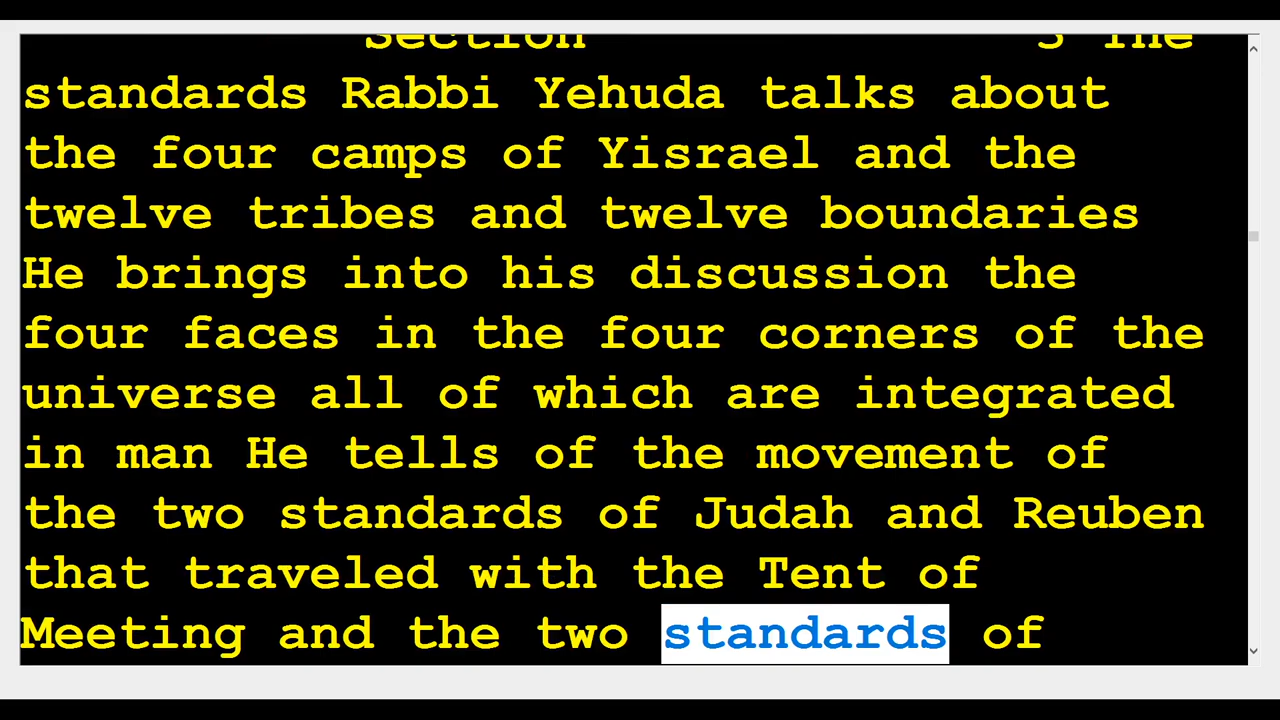 Section 3 The
standards Rabbi Yehuda talks about
the four camps of Yisrael and the
twelve tribes and twelve boundaries
He brings into his discussion the
four faces in the four corners of the
universe all of which are integrated
in man He tells of the movement of
the two standards of Judah and Reuben
that traveled with the Tent of
Meeting and the two standards of